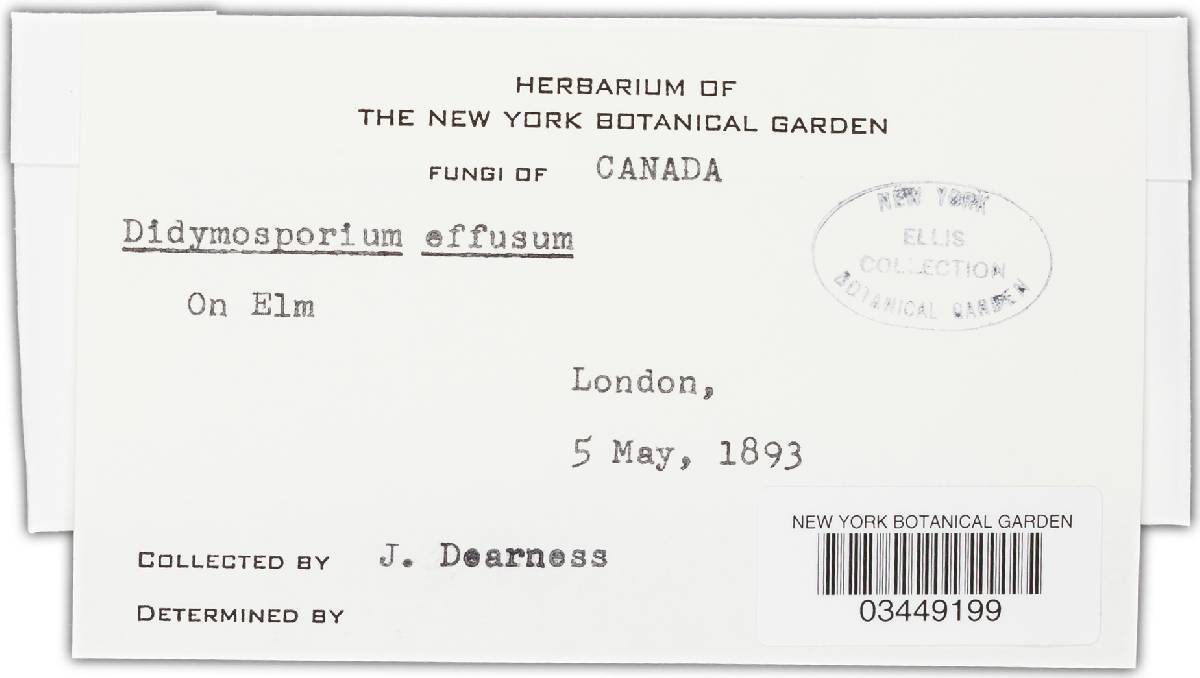 HERBARIUM OF
THE NEW YORK BOTANICAL GARDEN
FUNGI OF CANADA
Didymosporium effusum
On Elm
NEW YORK
ELLIS
COLLECTION
BOTANICAL GARDEN
London,
5 May, 1893
NEW YORK BOTANICAL GARDEN
03449199
COLLECTED BY J. Dearness
DETERMINED BY